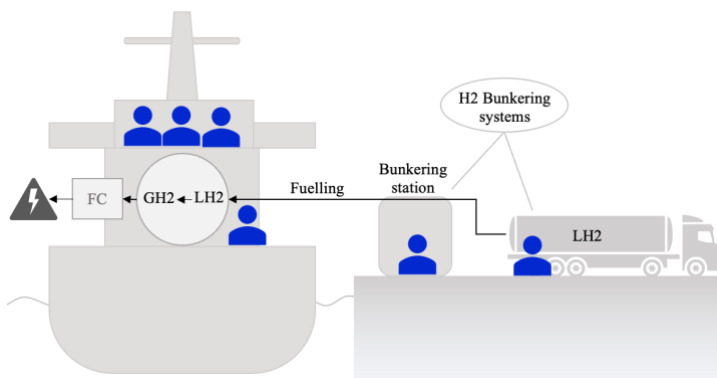 H2 Bunkering
systems
Bunkering
station
Fuelling
FC
GH2
LH2
LH2